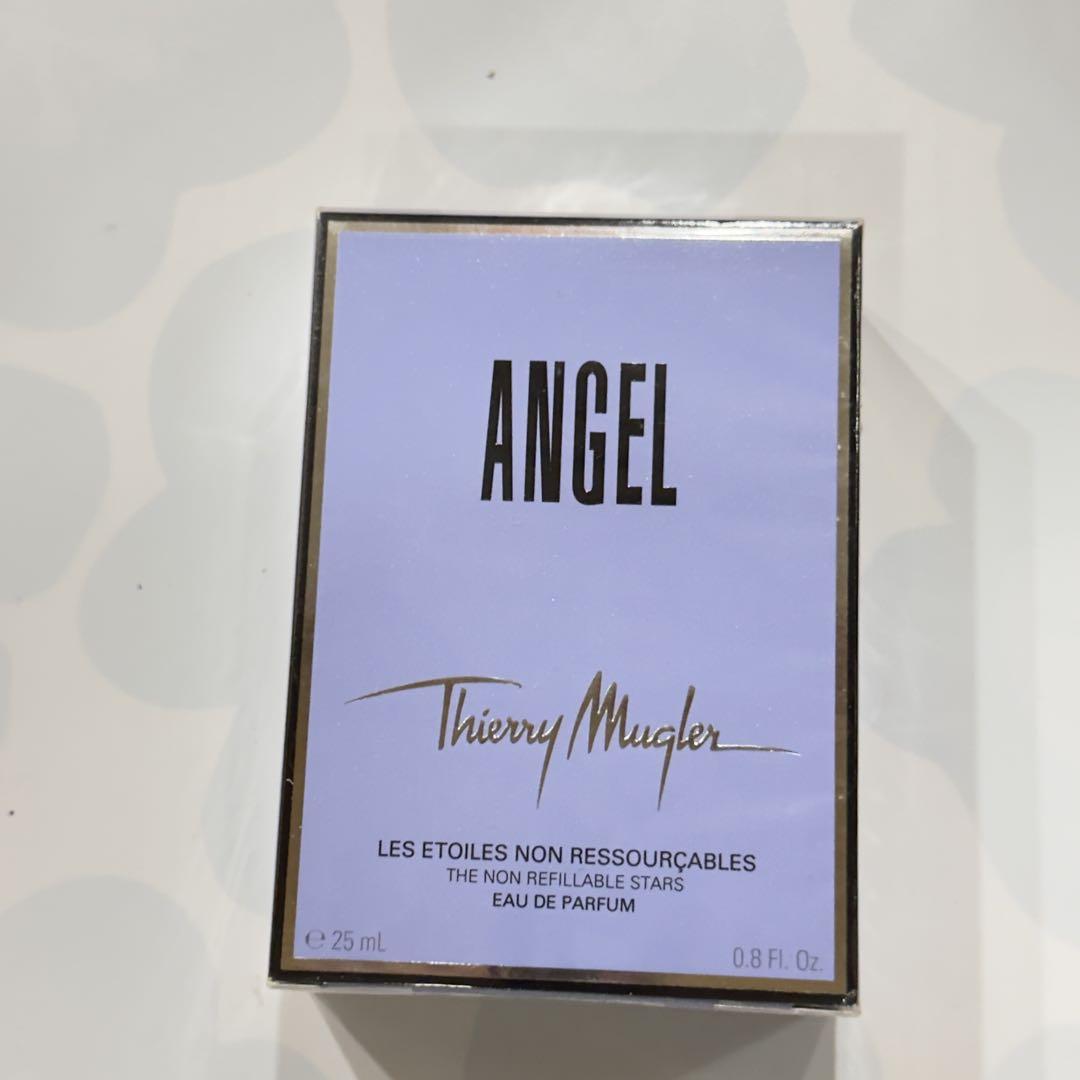 ANGEL
Thierry Mugler
LES ETOILES NON RESSOURÇABLES
THE NON REFILLABLE STARS
EAU DE PARFUM
℮ 25 mL
0.8 Fl. Oz.